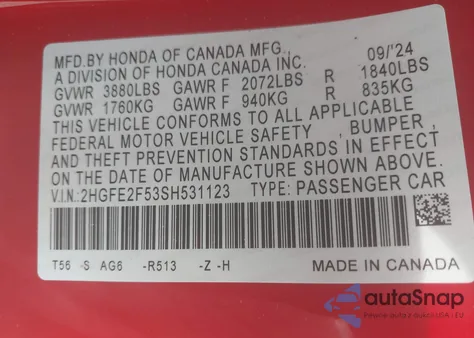 MFD.BY HONDA OF CANADA MFG. 09/'24
A DIVISION OF HONDA CANADA INC.
GVWR 3880LBS GAWR F 2072LBS R 1840LBS
GVWR 1760KG GAWR F 940KG R 835KG
THIS VEHICLE CONFORMS TO ALL APPLICABLE
FEDERAL MOTOR VEHICLE SAFETY, BUMPER,
AND THEFT PREVENTION STANDARDS IN EFFECT
ON THE DATE OF MANUFACTURE SHOWN ABOVE.
V.I.N.:2HGFE2F53SH531123 TYPE: PASSENGER CAR
T56 -S AG6 -R513 -Z -H MADE IN CANADA
autaSnap